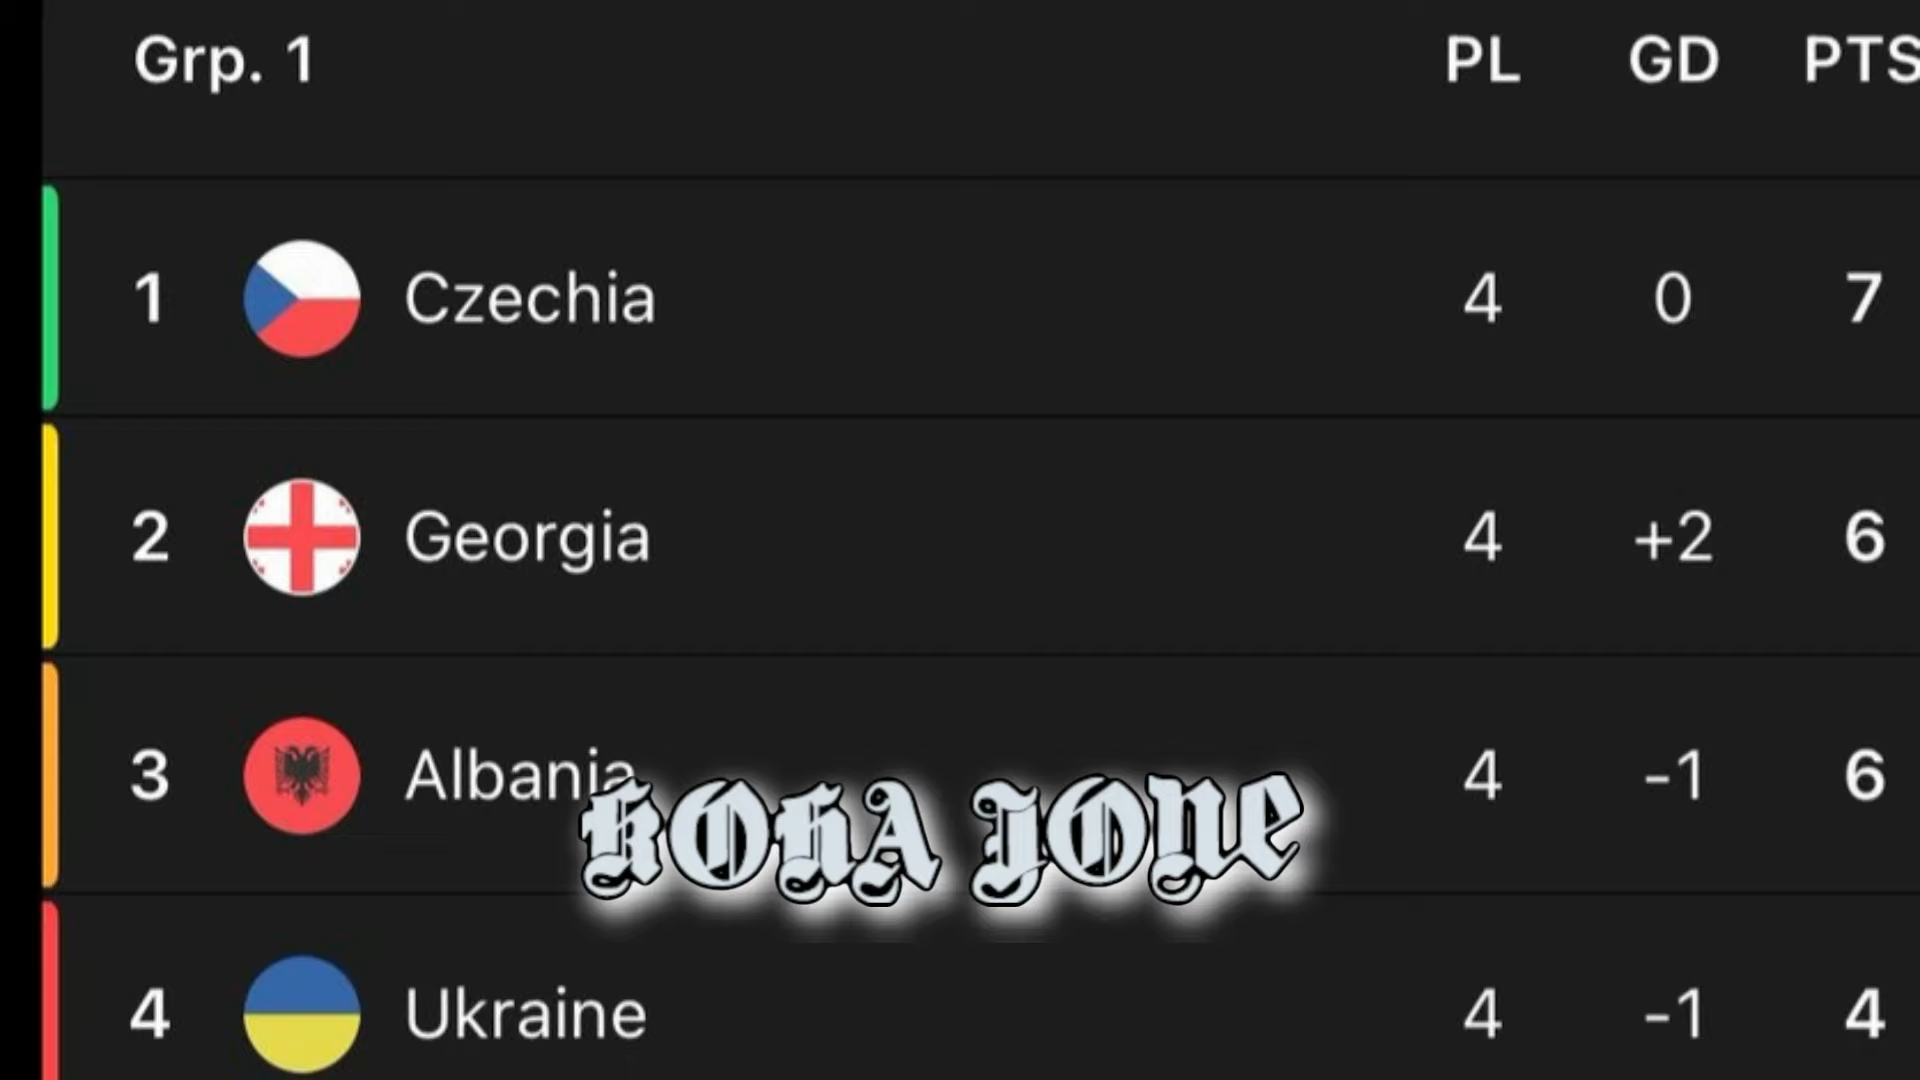 Grp. 1 PL GD PTS
1 Czechia 4 0 7
2 Georgia 4 +2 6
3 Albania 4 -1 6
KOKA JONE
4 Ukraine 4 -1 4